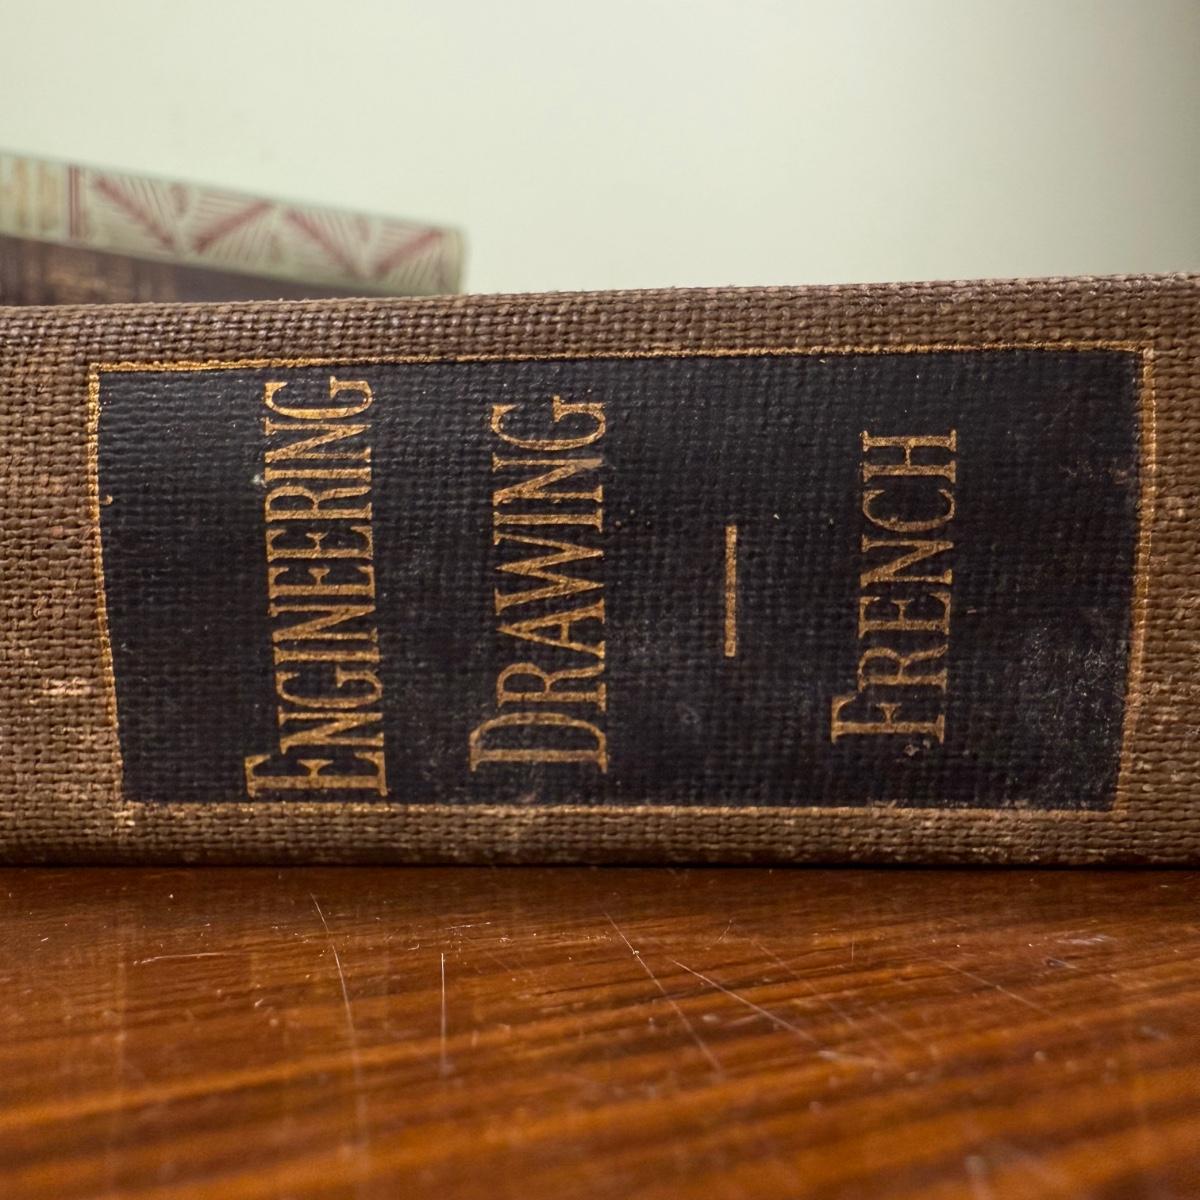 ENGINEERING
DRAWING
—
FRENCH